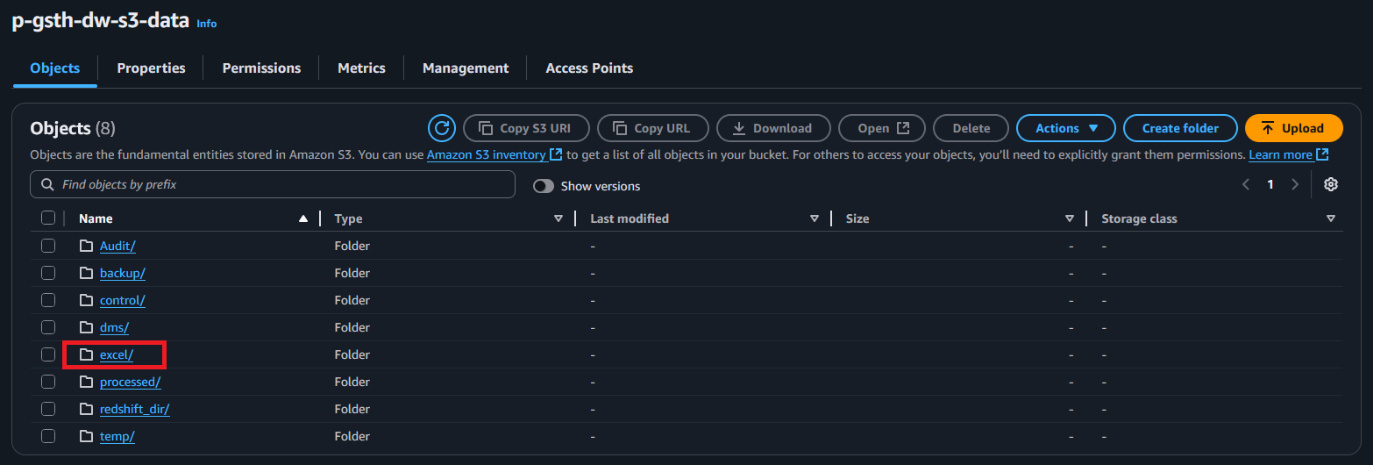 p-gsth-dw-s3-data Info
Objects Properties Permissions Metrics Management Access Points
Objects (8) Copy S3 URI Copy URL Download Open Delete Actions Create folder Upload
Objects are the fundamental entities stored in Amazon S3. You can use Amazon S3 inventory to get a list of all objects in your bucket. For others to access your objects, you'll need to explicitly grant them permissions. Learn more
Find objects by prefix Show versions 1
Name Type Last modified Size Storage class
Audit/ Folder - - -
backup/ Folder - - -
control/ Folder - - -
dms/ Folder - - -
excel/ Folder - - -
processed/ Folder - - -
redshift_dir/ Folder - - -
temp/ Folder - - -